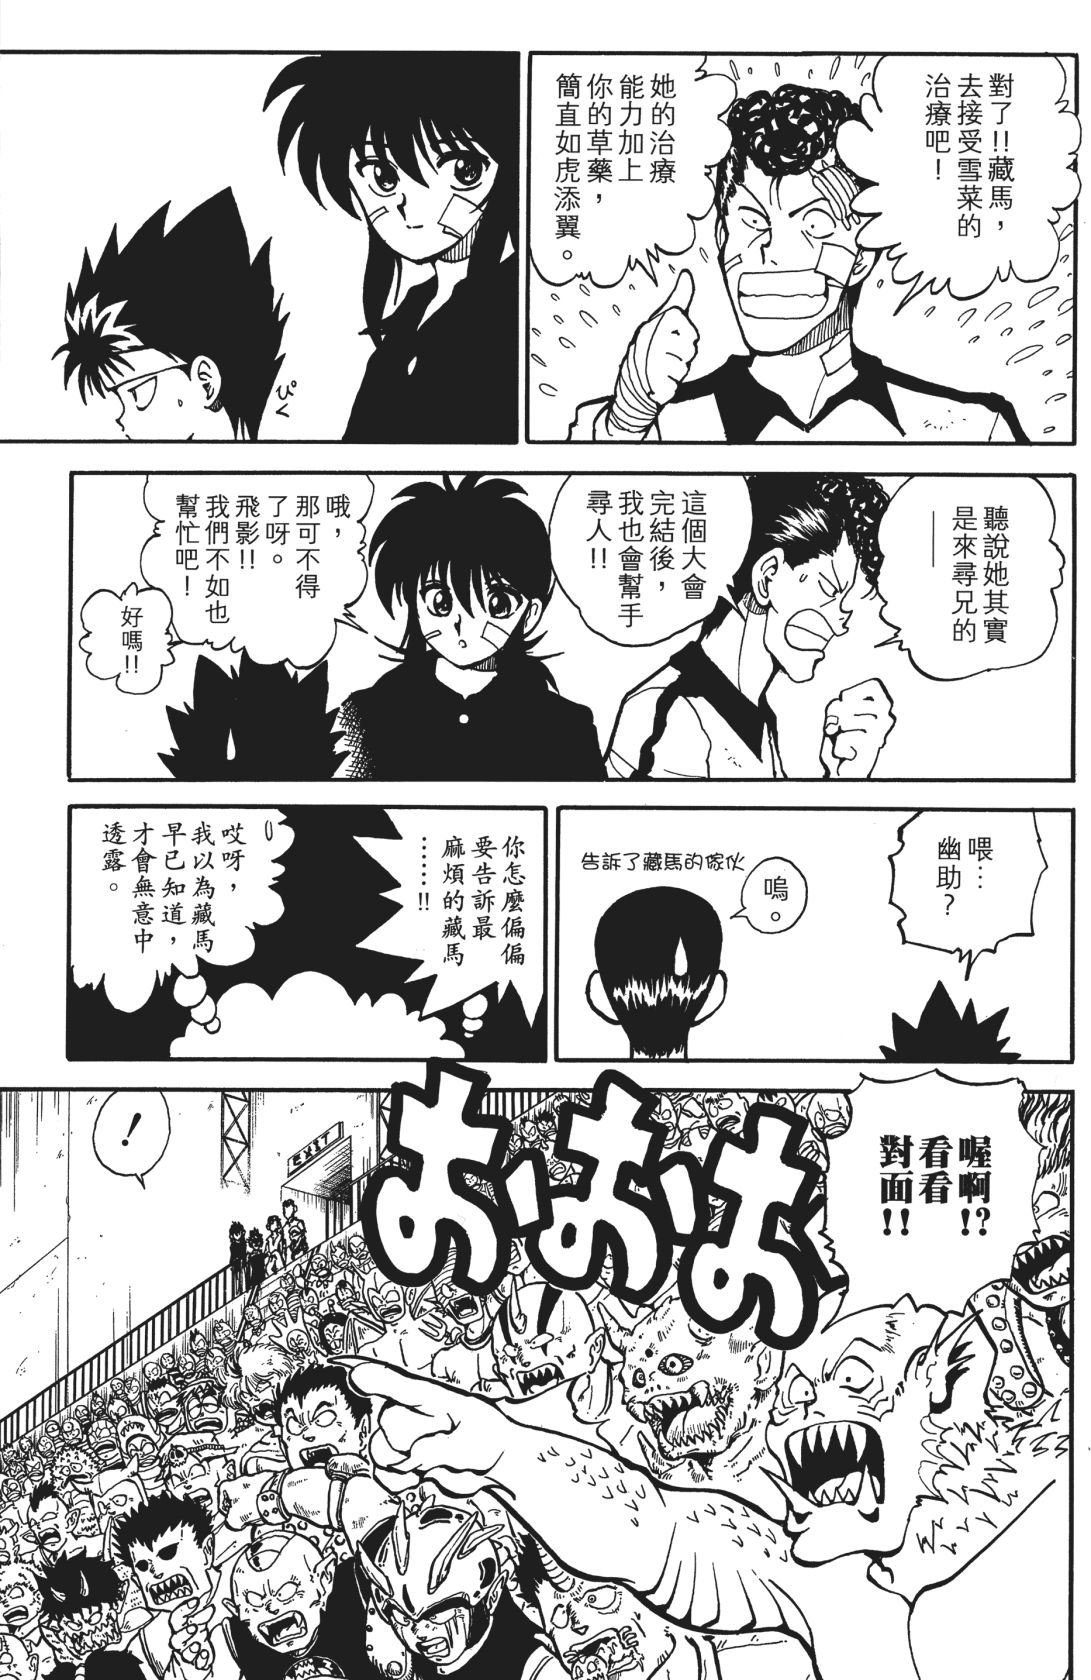 對了!!藏馬，
去接受雪菜的
治療吧！
她的治療
能力加上
你的草藥，
簡直如虎添翼。
ぴく
聽說她其實
是來尋兄的
——
這個大會
完結後，
我也會幫手
尋人!!
哦，
那可不得
了呀。
飛影!!
我們不如也
幫忙吧！
好嗎!!
喂…
幽助？
嗚。
告訴了藏馬的傢伙
你怎麼偏偏
要告訴最
麻煩的藏馬
……!!
哎呀，
我以為藏馬
早已知道，
才會無意中
透露。
喔啊!?
看看
對面!!
おおお
！
EXIT